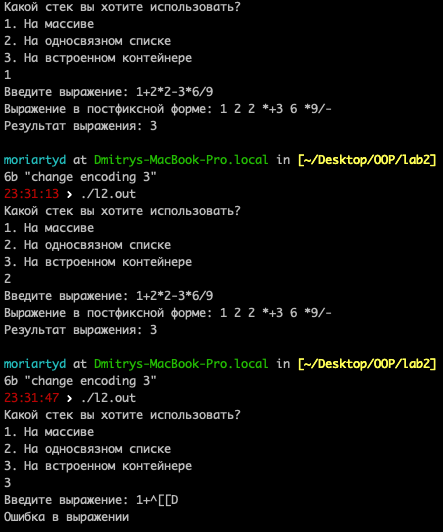 Какой стек вы хотите использовать?
1. На массиве
2. На односвязном списке
3. На встроенном контейнере
1
Введите выражение: 1+2*2-3*6/9
Выражение в постфиксной форме: 1 2 2 *+3 6 *9/-
Результат выражения: 3
moriartyd at Dmitrys-MacBook-Pro.local in [~/Desktop/OOP/lab2]
6b "change encoding 3"
23:31:13 › ./l2.out
Какой стек вы хотите использовать?
1. На массиве
2. На односвязном списке
3. На встроенном контейнере
2
Введите выражение: 1+2*2-3*6/9
Выражение в постфиксной форме: 1 2 2 *+3 6 *9/-
Результат выражения: 3
moriartyd at Dmitrys-MacBook-Pro.local in [~/Desktop/OOP/lab2]
6b "change encoding 3"
23:31:47 › ./l2.out
Какой стек вы хотите использовать?
1. На массиве
2. На односвязном списке
3. На встроенном контейнере
3
Введите выражение: 1+^[[D
Ошибка в выражении